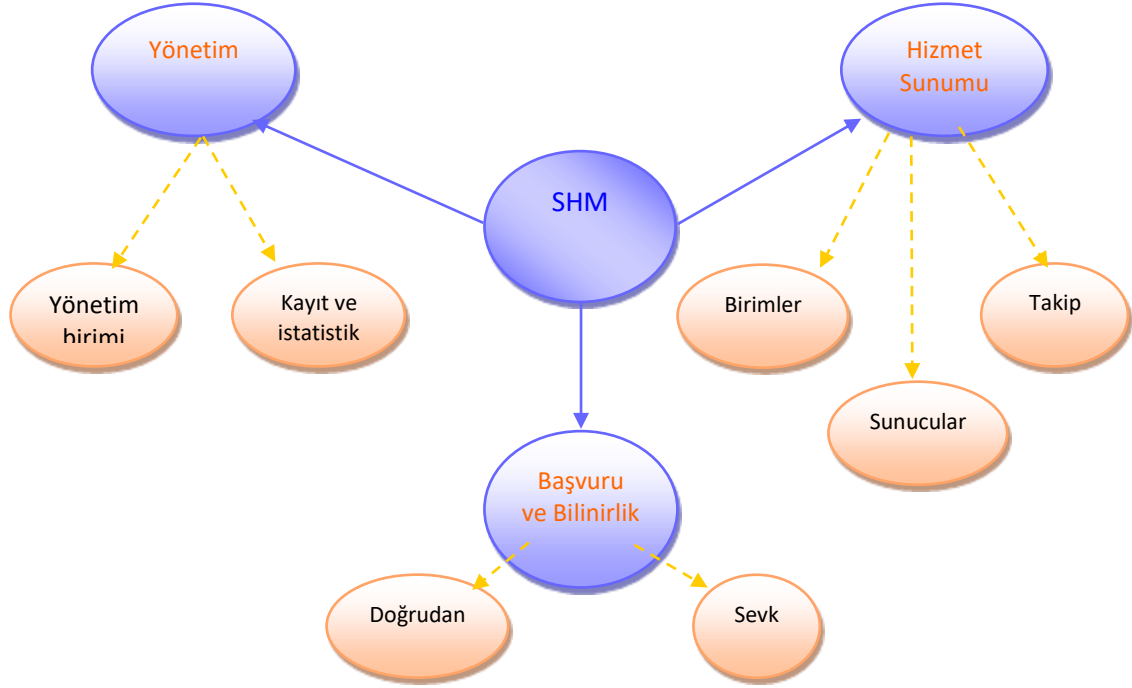 Yönetim
Hizmet
Sunumu
SHM
Yönetim
birimi
Kayıt ve
istatistik
Birimler
Takip
Sunucular
Başvuru
ve Bilinirlik
Doğrudan
Sevk